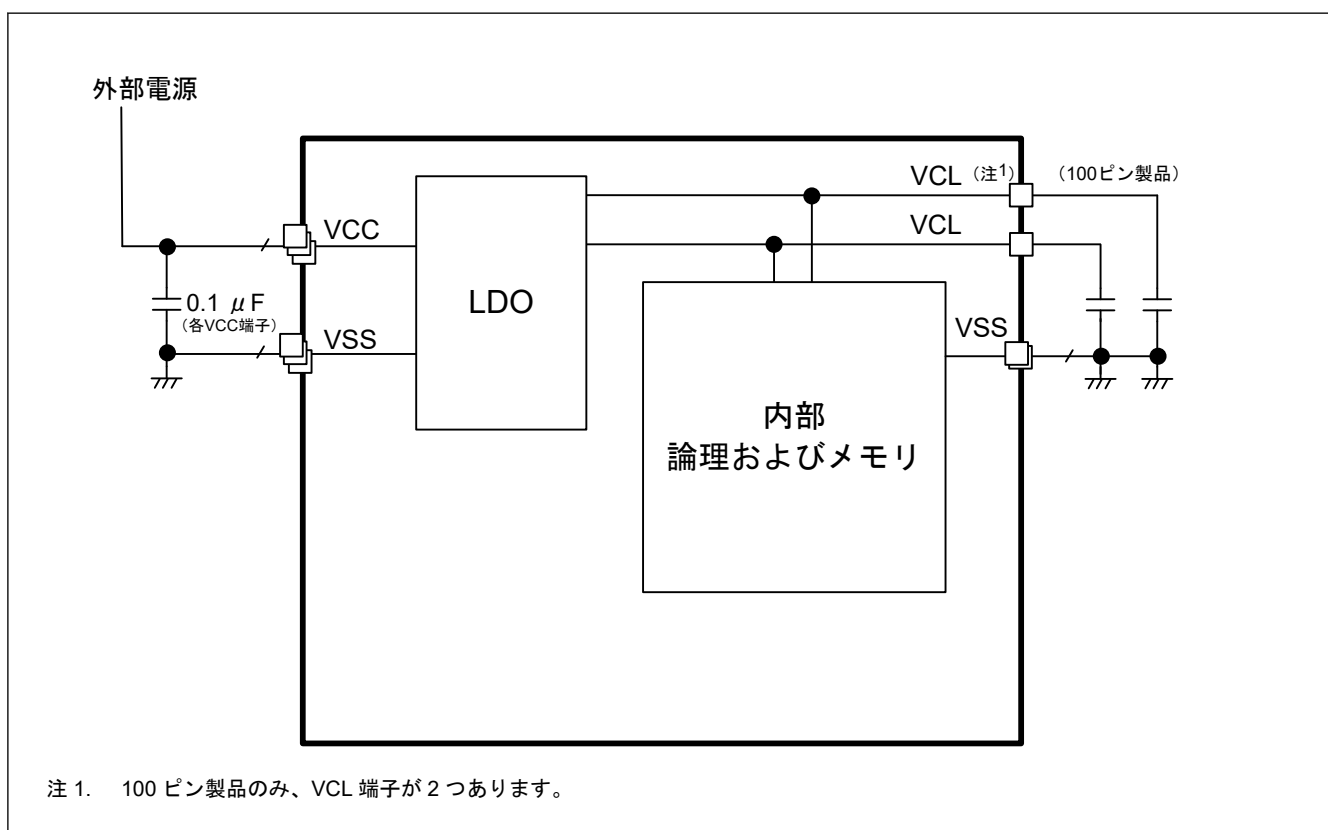 外部電源
VCL（注1）
（100ピン製品）
VCC
VCL
LDO
0.1 μF
（各VCC端子）
VSS
VSS
内部
論理およびメモリ
注 1. 100 ピン製品のみ、VCL 端子が 2 つあります。